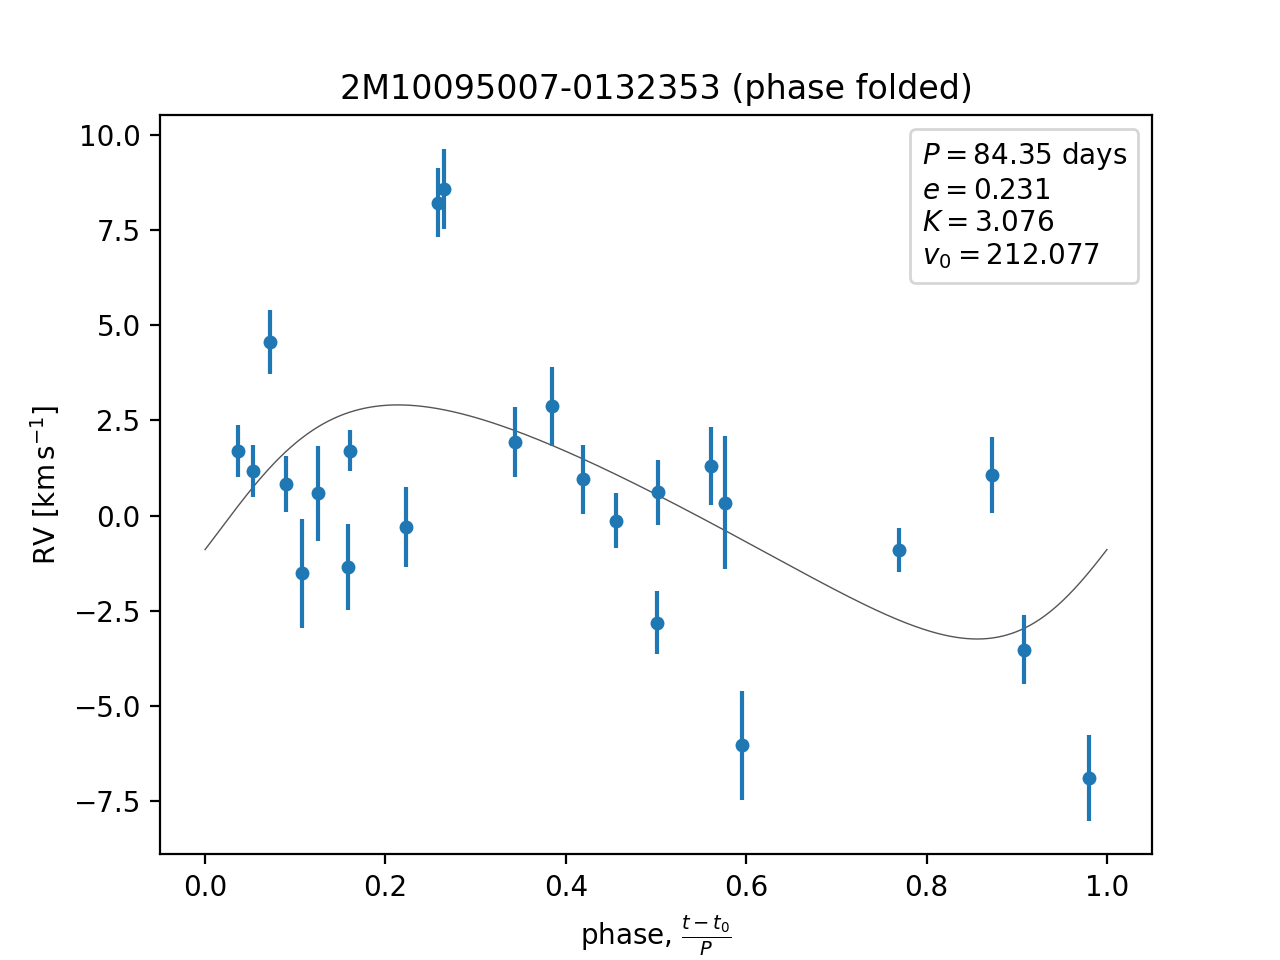 2M10095007-0132353 (phase folded)
P = 84.35 days
e = 0.231
K = 3.076
v₀ = 212.077
10.0
7.5
5.0
2.5
0.0
−2.5
−5.0
−7.5
RV [km s⁻¹]
0.0 0.2 0.4 0.6 0.8 1.0
phase, (t − t₀)/P